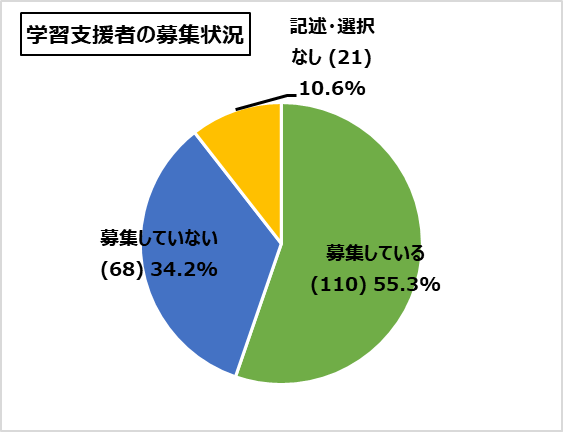 学習支援者の募集状況
記述・選択
なし (21)
10.6%
募集していない
(68) 34.2%
募集している
(110) 55.3%